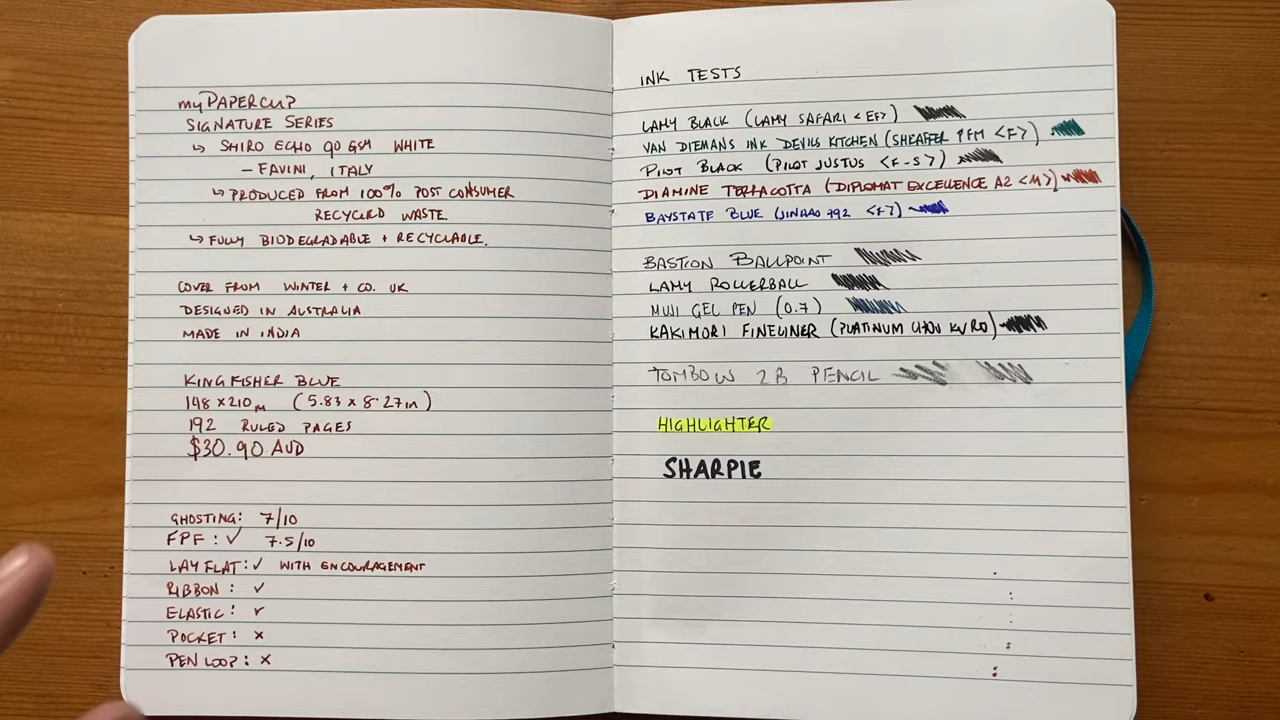 myPAPERCUP
SIGNATURE SERIES
↳ SHIRO ECHO 90 GSM WHITE
– FAVINI, ITALY
↳ PRODUCED FROM 100% POST CONSUMER
RECYCLED WASTE.
↳ FULLY BIODEGRADABLE + RECYCLABLE.
COVER FROM WINTER + CO. UK
DESIGNED IN AUSTRALIA
MADE IN INDIA
KINGFISHER BLUE
148 x 210 (5.83 x 8.27in)
192 RULED PAGES
$30.90 AUD
GHOSTING: 7/10
FPF: ✓ 7.5/10
LAY FLAT: ✓ WITH ENCOURAGEMENT
RIBBON: ✓
ELASTIC: ✓
POCKET: ×
PEN LOOP: ×
INK TESTS
LAMY BLACK (LAMY SAFARI <EF>)
VAN DIEMANS INK DEVILS KITCHEN (SHEAFFER PFM <F>)
PILOT BLACK (PILOT JUSTUS <F-S>)
DIAMINE TERRACOTTA (DIPLOMAT EXCELLENCE A2 <M>)
BAYSTATE BLUE (JINHAO 992 <F>)
BASTION BALLPOINT
LAMY ROLLERBALL
MUJI GEL PEN (0.7)
KAKIMORI FINELINER (PLATINUM)
TOMBOW 2B PENCIL
HIGHLIGHTER
SHARPIE